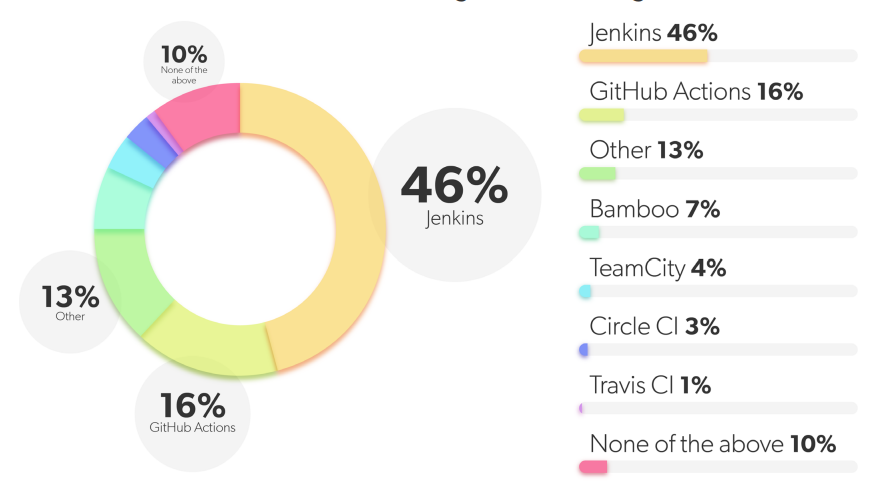 10%
None of the
above
46%
Jenkins
13%
Other
16%
GitHub Actions
Jenkins 46%
GitHub Actions 16%
Other 13%
Bamboo 7%
TeamCity 4%
Circle CI 3%
Travis CI 1%
None of the above 10%